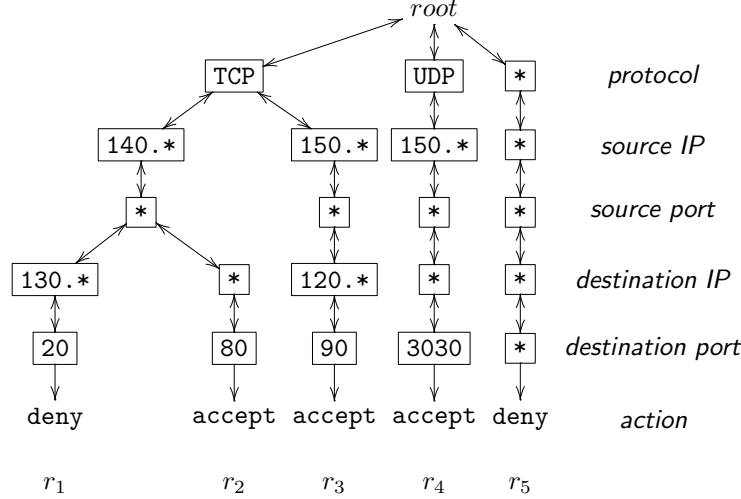 root
TCP UDP * protocol
140.* 150.* 150.* * source IP
* * * * source port
130.* * 120.* * * destination IP
20 80 90 3030 * destination port
deny accept accept accept deny action
r1 r2 r3 r4 r5